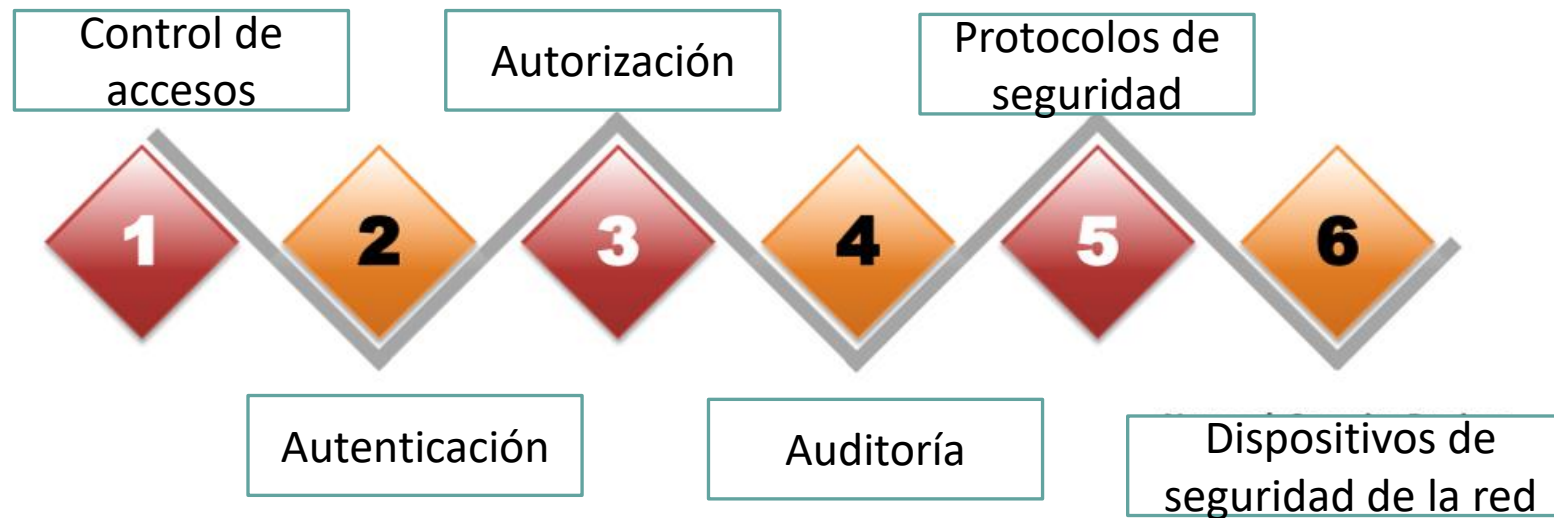 Control de
accesos
Autorización
Protocolos de
seguridad
1
2
3
4
5
6
Autenticación
Auditoría
Dispositivos de
seguridad de la red